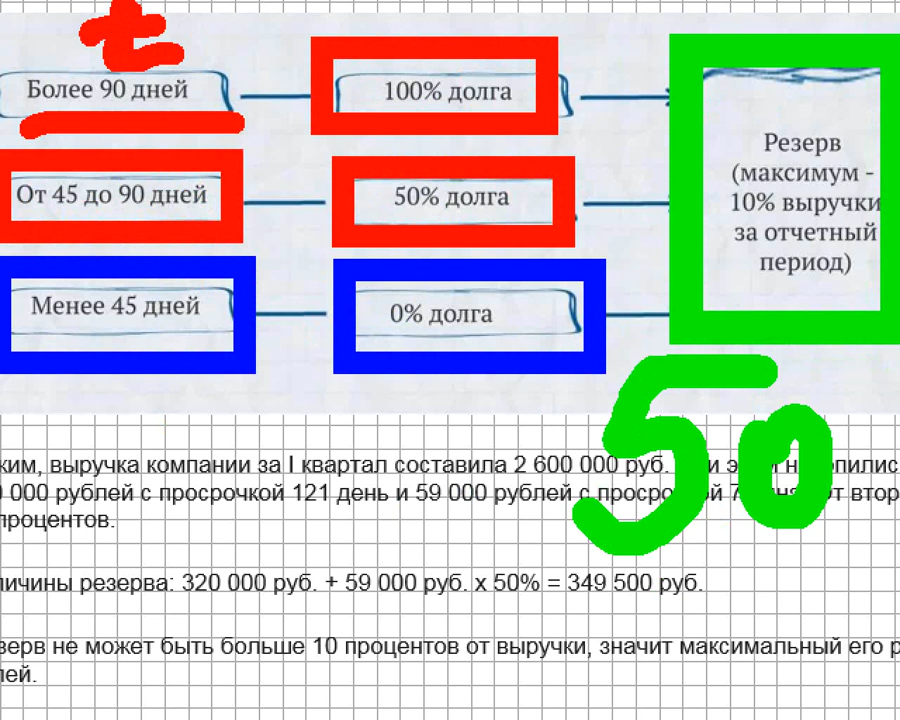 t
Более 90 дней
100% долга
От 45 до 90 дней
50% долга
Менее 45 дней
0% долга
Резерв
(максимум -
10% выручки
за отчетный
период)
50
ким, выручка компании за I квартал составила 2 600 000 руб.
000 рублей с просрочкой 121 день и 59 000 рублей с
процентов.
личины резерва: 320 000 руб. + 59 000 руб. х 50% = 349 500 руб.
зерв не может быть больше 10 процентов от выручки, значит максимальный его р
лей.